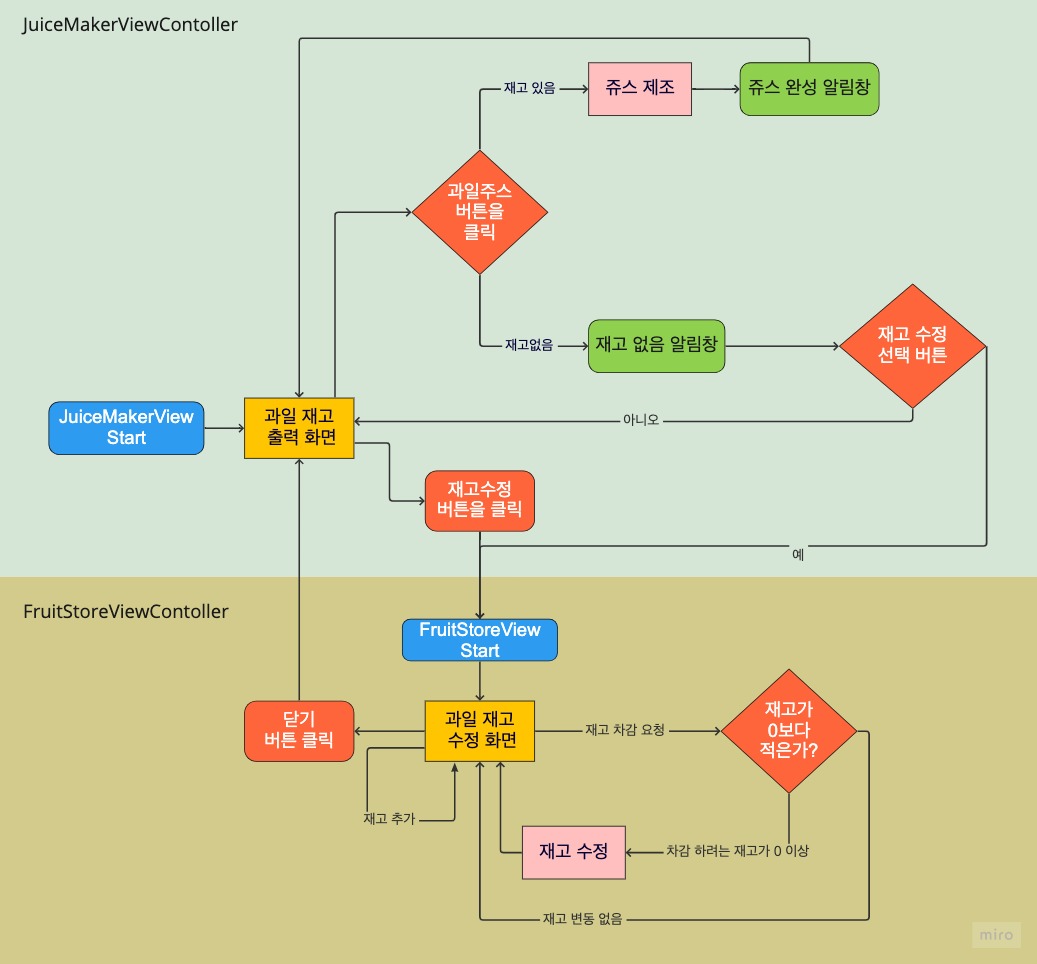 JuiceMakerViewContoller
재고 있음
쥬스 제조
쥬스 완성 알림창
과일주스
버튼을
클릭
재고없음
재고 없음 알림창
재고 수정
선택 버튼
JuiceMakerView
Start
과일 재고
출력 화면
아니오
재고수정
버튼을 클릭
예
FruitStoreViewContoller
FruitStoreView
Start
닫기
버튼 클릭
과일 재고
수정 화면
재고 차감 요청
재고가
0보다
적은가?
재고 추가
재고 수정
차감 하려는 재고가 0 이상
재고 변동 없음
miro